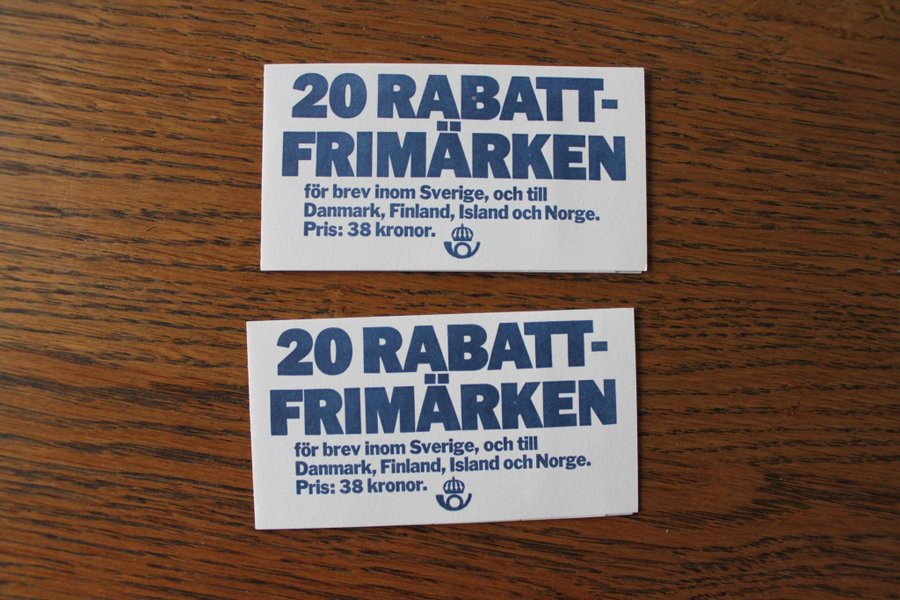 20 RABATT-
FRIMÄRKEN
för brev inom Sverige, och till
Danmark, Finland, Island och Norge.
Pris: 38 kronor.
20 RABATT-
FRIMÄRKEN
för brev inom Sverige, och till
Danmark, Finland, Island och Norge.
Pris: 38 kronor.